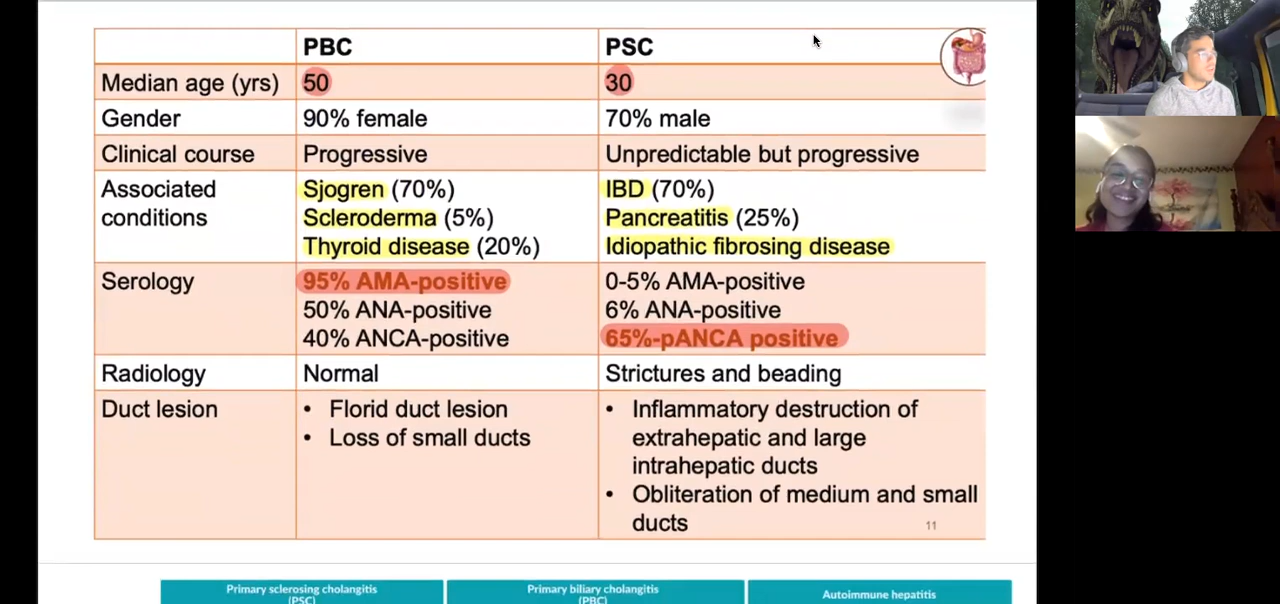 PBC PSC
Median age (yrs) 50 30
Gender 90% female 70% male
Clinical course Progressive Unpredictable but progressive
Associated Sjogren (70%) IBD (70%)
conditions Scleroderma (5%) Pancreatitis (25%)
Thyroid disease (20%) Idiopathic fibrosing disease
Serology 95% AMA-positive 0-5% AMA-positive
50% ANA-positive 6% ANA-positive
40% ANCA-positive 65%-pANCA positive
Radiology Normal Strictures and beading
Duct lesion • Florid duct lesion • Inflammatory destruction of
• Loss of small ducts extrahepatic and large
intrahepatic ducts
• Obliteration of medium and small
ducts 11
Primary sclerosing cholangitis Primary biliary cholangitis Autoimmune hepatitis
(PSC) (PBC)